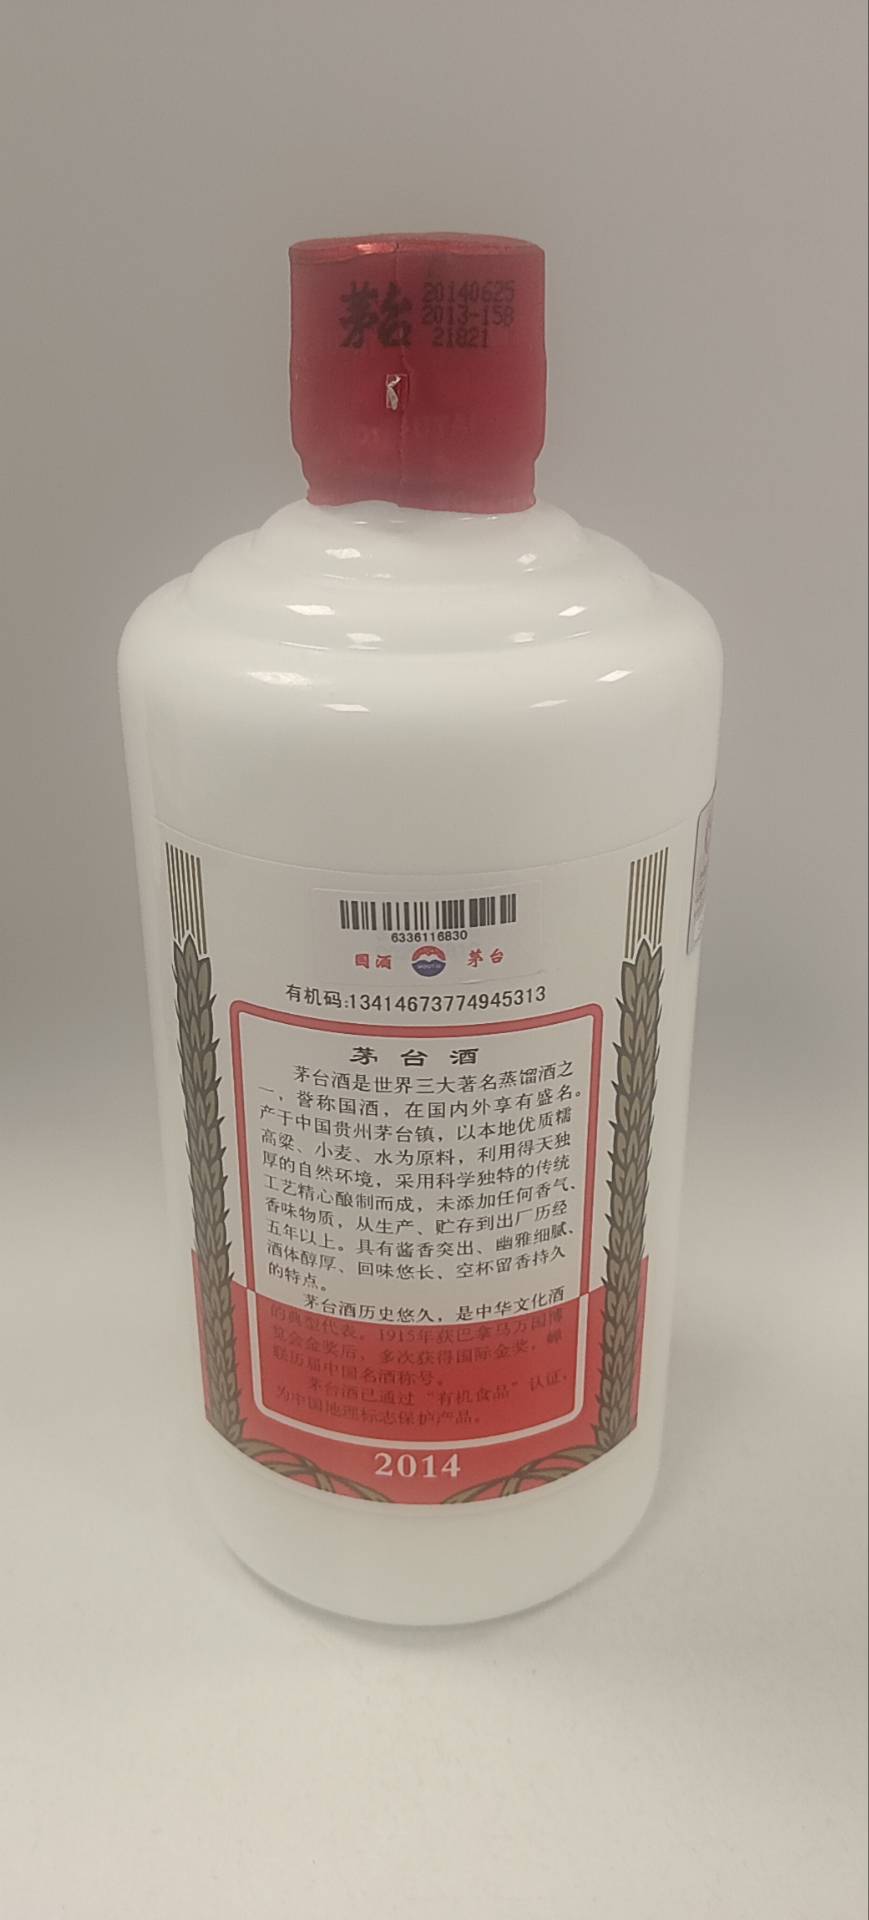 茅台
20140625
2013-158
21821
6336116830
国酒 茅台
有机码:13414673774945313
茅台酒
茅台酒是世界三大著名蒸馏酒之
一，誉称国酒，在国内外享有盛名。
产于中国贵州茅台镇，以本地优质糯
高粱、小麦、水为原料，利用得天独
厚的自然环境，采用科学独特的传统
工艺精心酿制而成，未添加任何香气、
香味物质，从生产、贮存到出厂历经
五年以上。具有酱香突出、幽雅细腻、
酒体醇厚、回味悠长、空杯留香持久
的特点。
茅台酒历史悠久，是中华文化酒
的典型代表。1915年获巴拿马万国博
览会金奖后，多次获得国际金奖，蝉
联历届中国名酒称号。
茅台酒已通过“有机食品”认证，
为中国地理标志保护产品。
2014